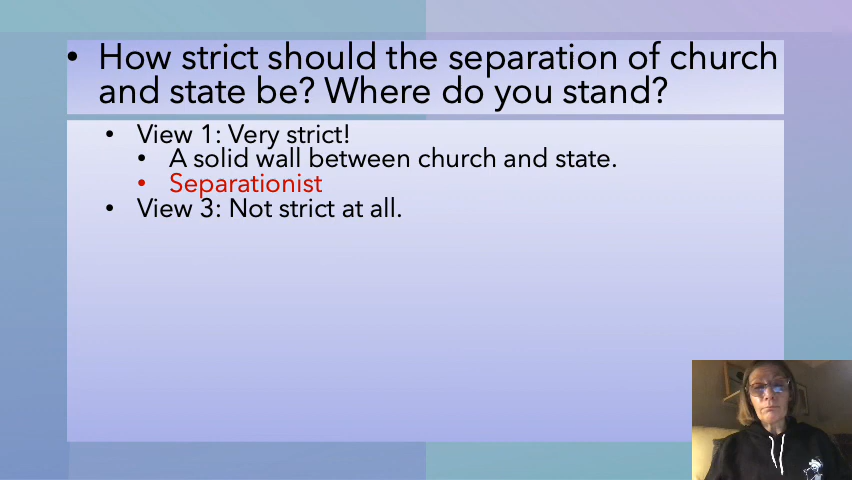 • How strict should the separation of church
and state be? Where do you stand?
• View 1: Very strict!
• A solid wall between church and state.
• Separationist
• View 3: Not strict at all.